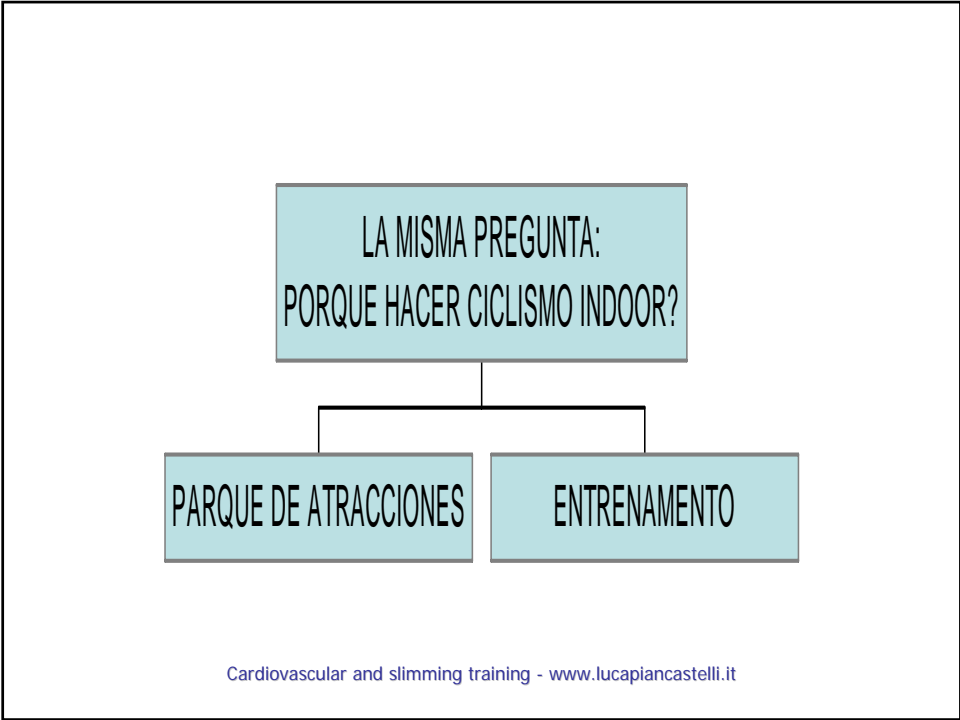 LA MISMA PREGUNTA:
PORQUE HACER CICLISMO INDOOR?
PARQUE DE ATRACCIONES
ENTRENAMENTO
Cardiovascular and slimming training - www.lucapiancastelli.it